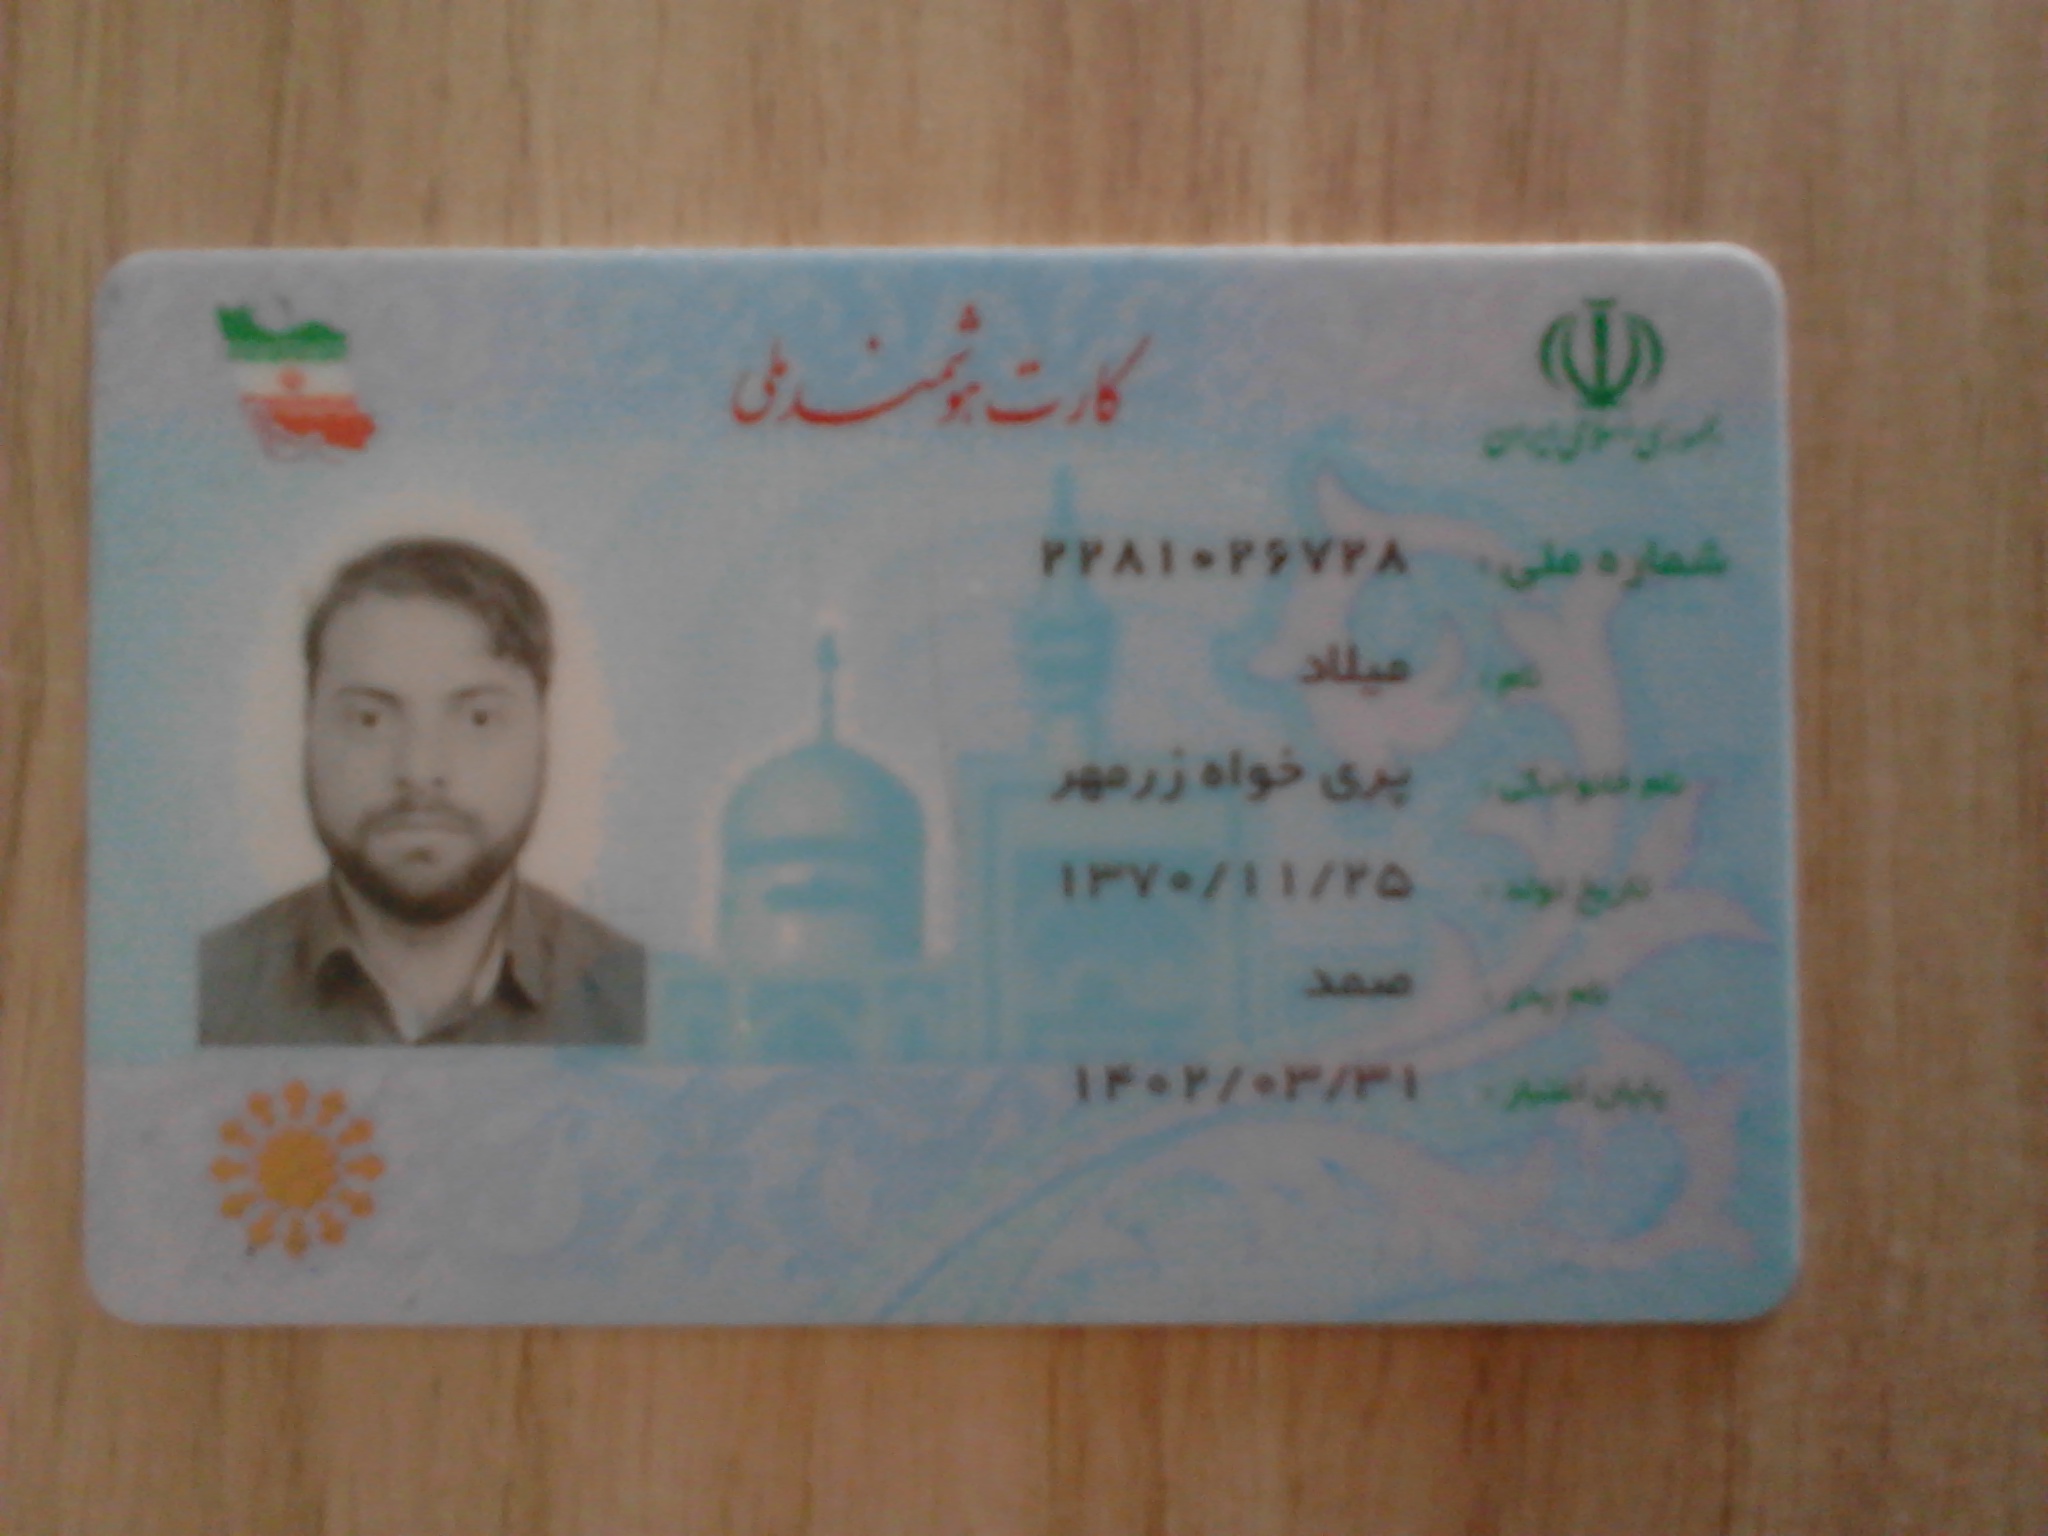 کارت هوشمند ملی
جمهوری اسلامی ایران
شماره ملی: ۲۲۸۱۰۲۶۷۲۸
نام: میلاد
نام خانوادگی: پری خواه زرمهر
تاریخ تولد: ۱۳۷۰/۱۱/۲۵
نام پدر: صمد
پایان اعتبار: ۱۴۰۲/۰۳/۳۱